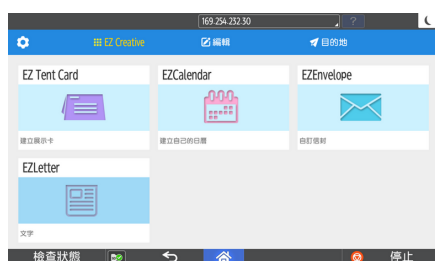 169.254.232.30
?
EZ Creative
編輯
目的地
EZ Tent Card
EZCalendar
EZEnvelope
建立展示卡
建立自己的日曆
自訂信封
EZLetter
文字
檢查狀態
停止